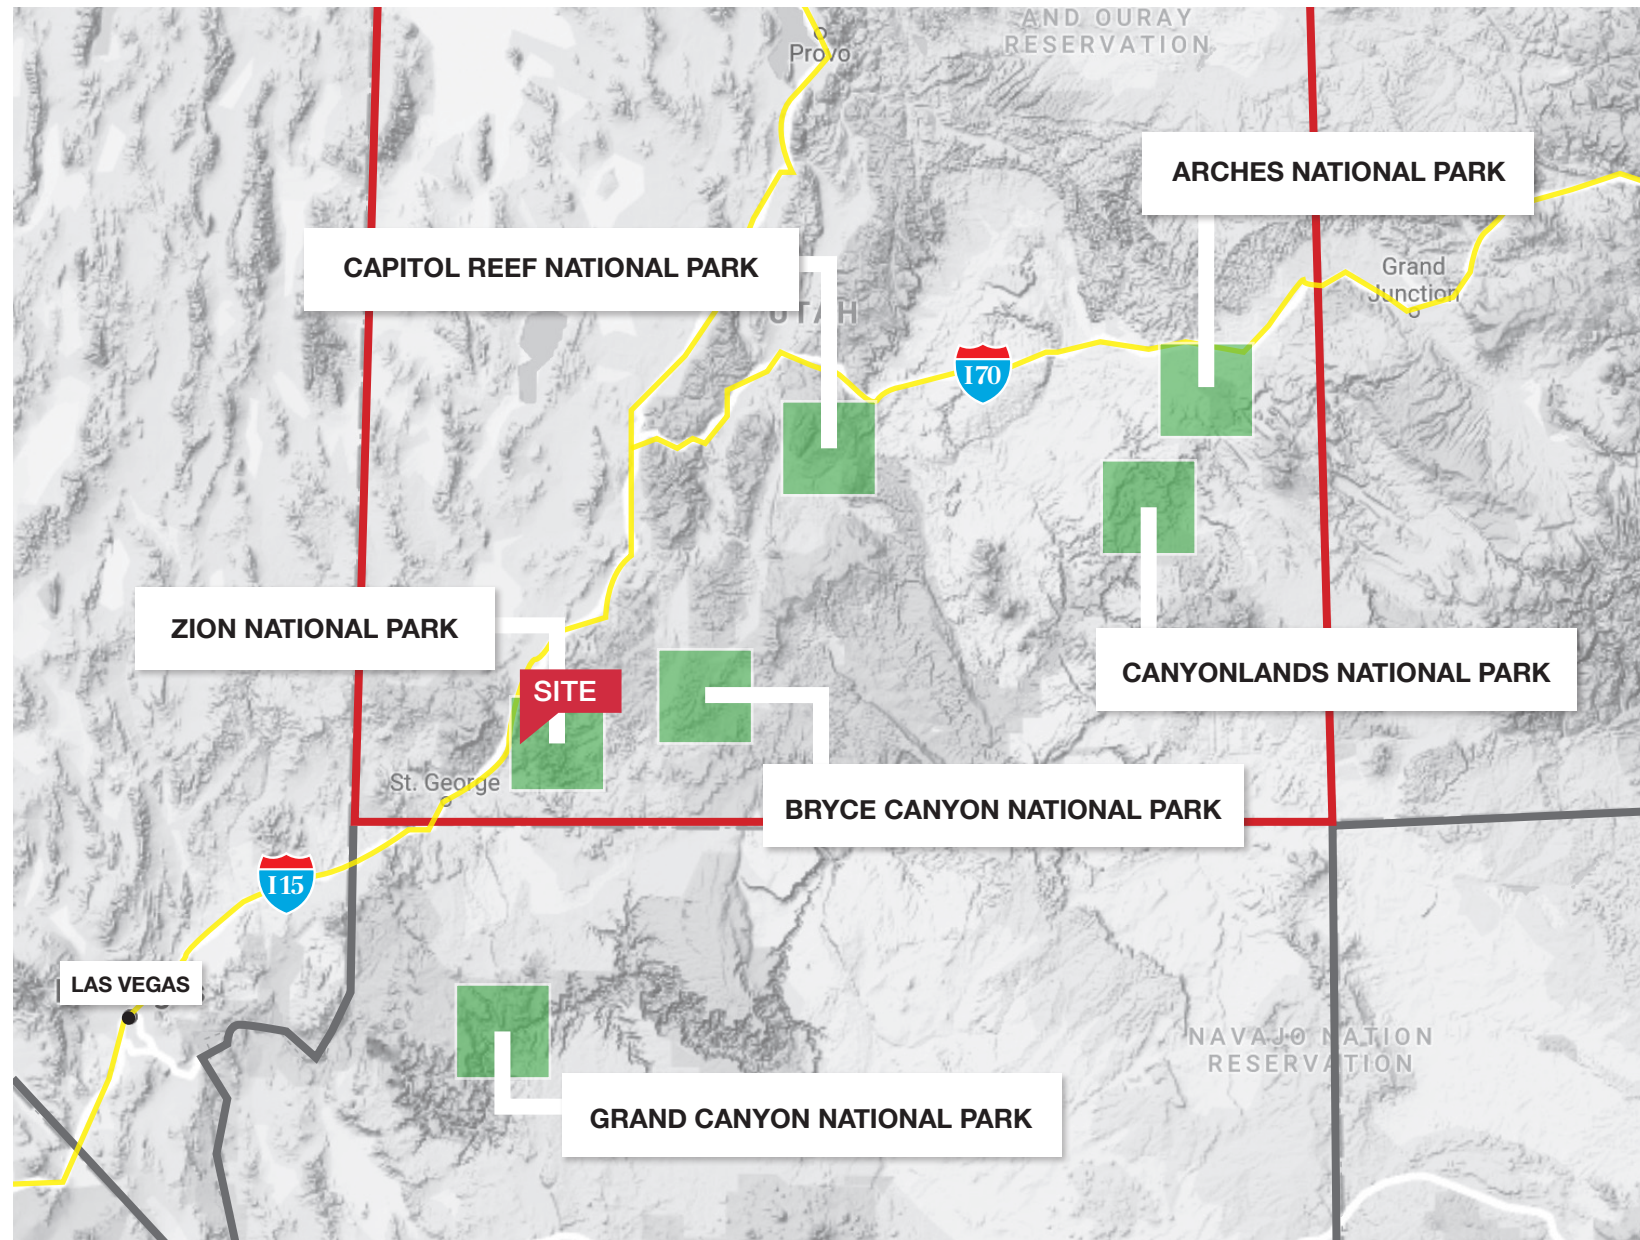 AND OURAY
RESERVATION
Provo
ARCHES NATIONAL PARK
CAPITOL REEF NATIONAL PARK
Grand
Junction
UTAH
I70
ZION NATIONAL PARK
CANYONLANDS NATIONAL PARK
SITE
St. George
BRYCE CANYON NATIONAL PARK
I15
LAS VEGAS
NAVAJO NATION
RESERVATION
GRAND CANYON NATIONAL PARK